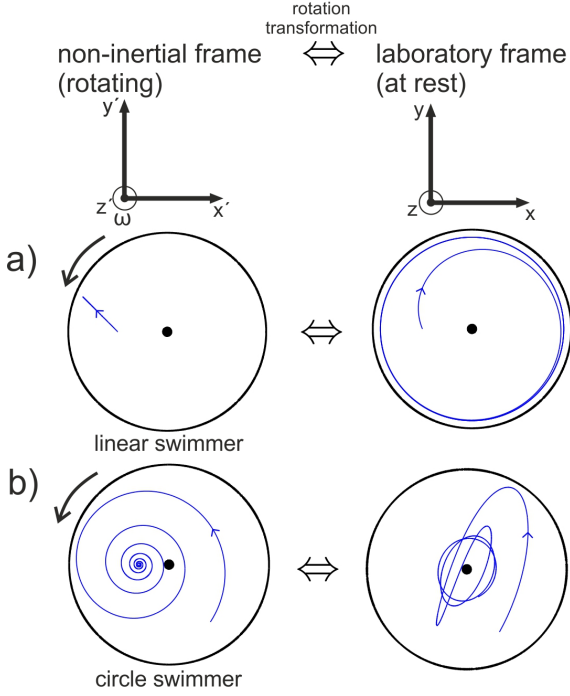 rotation
transformation
non-inertial frame
(rotating)
⇔
laboratory frame
(at rest)
y´
z´
ω
x´
y
z
x
a)
⇔
linear swimmer
b)
⇔
circle swimmer